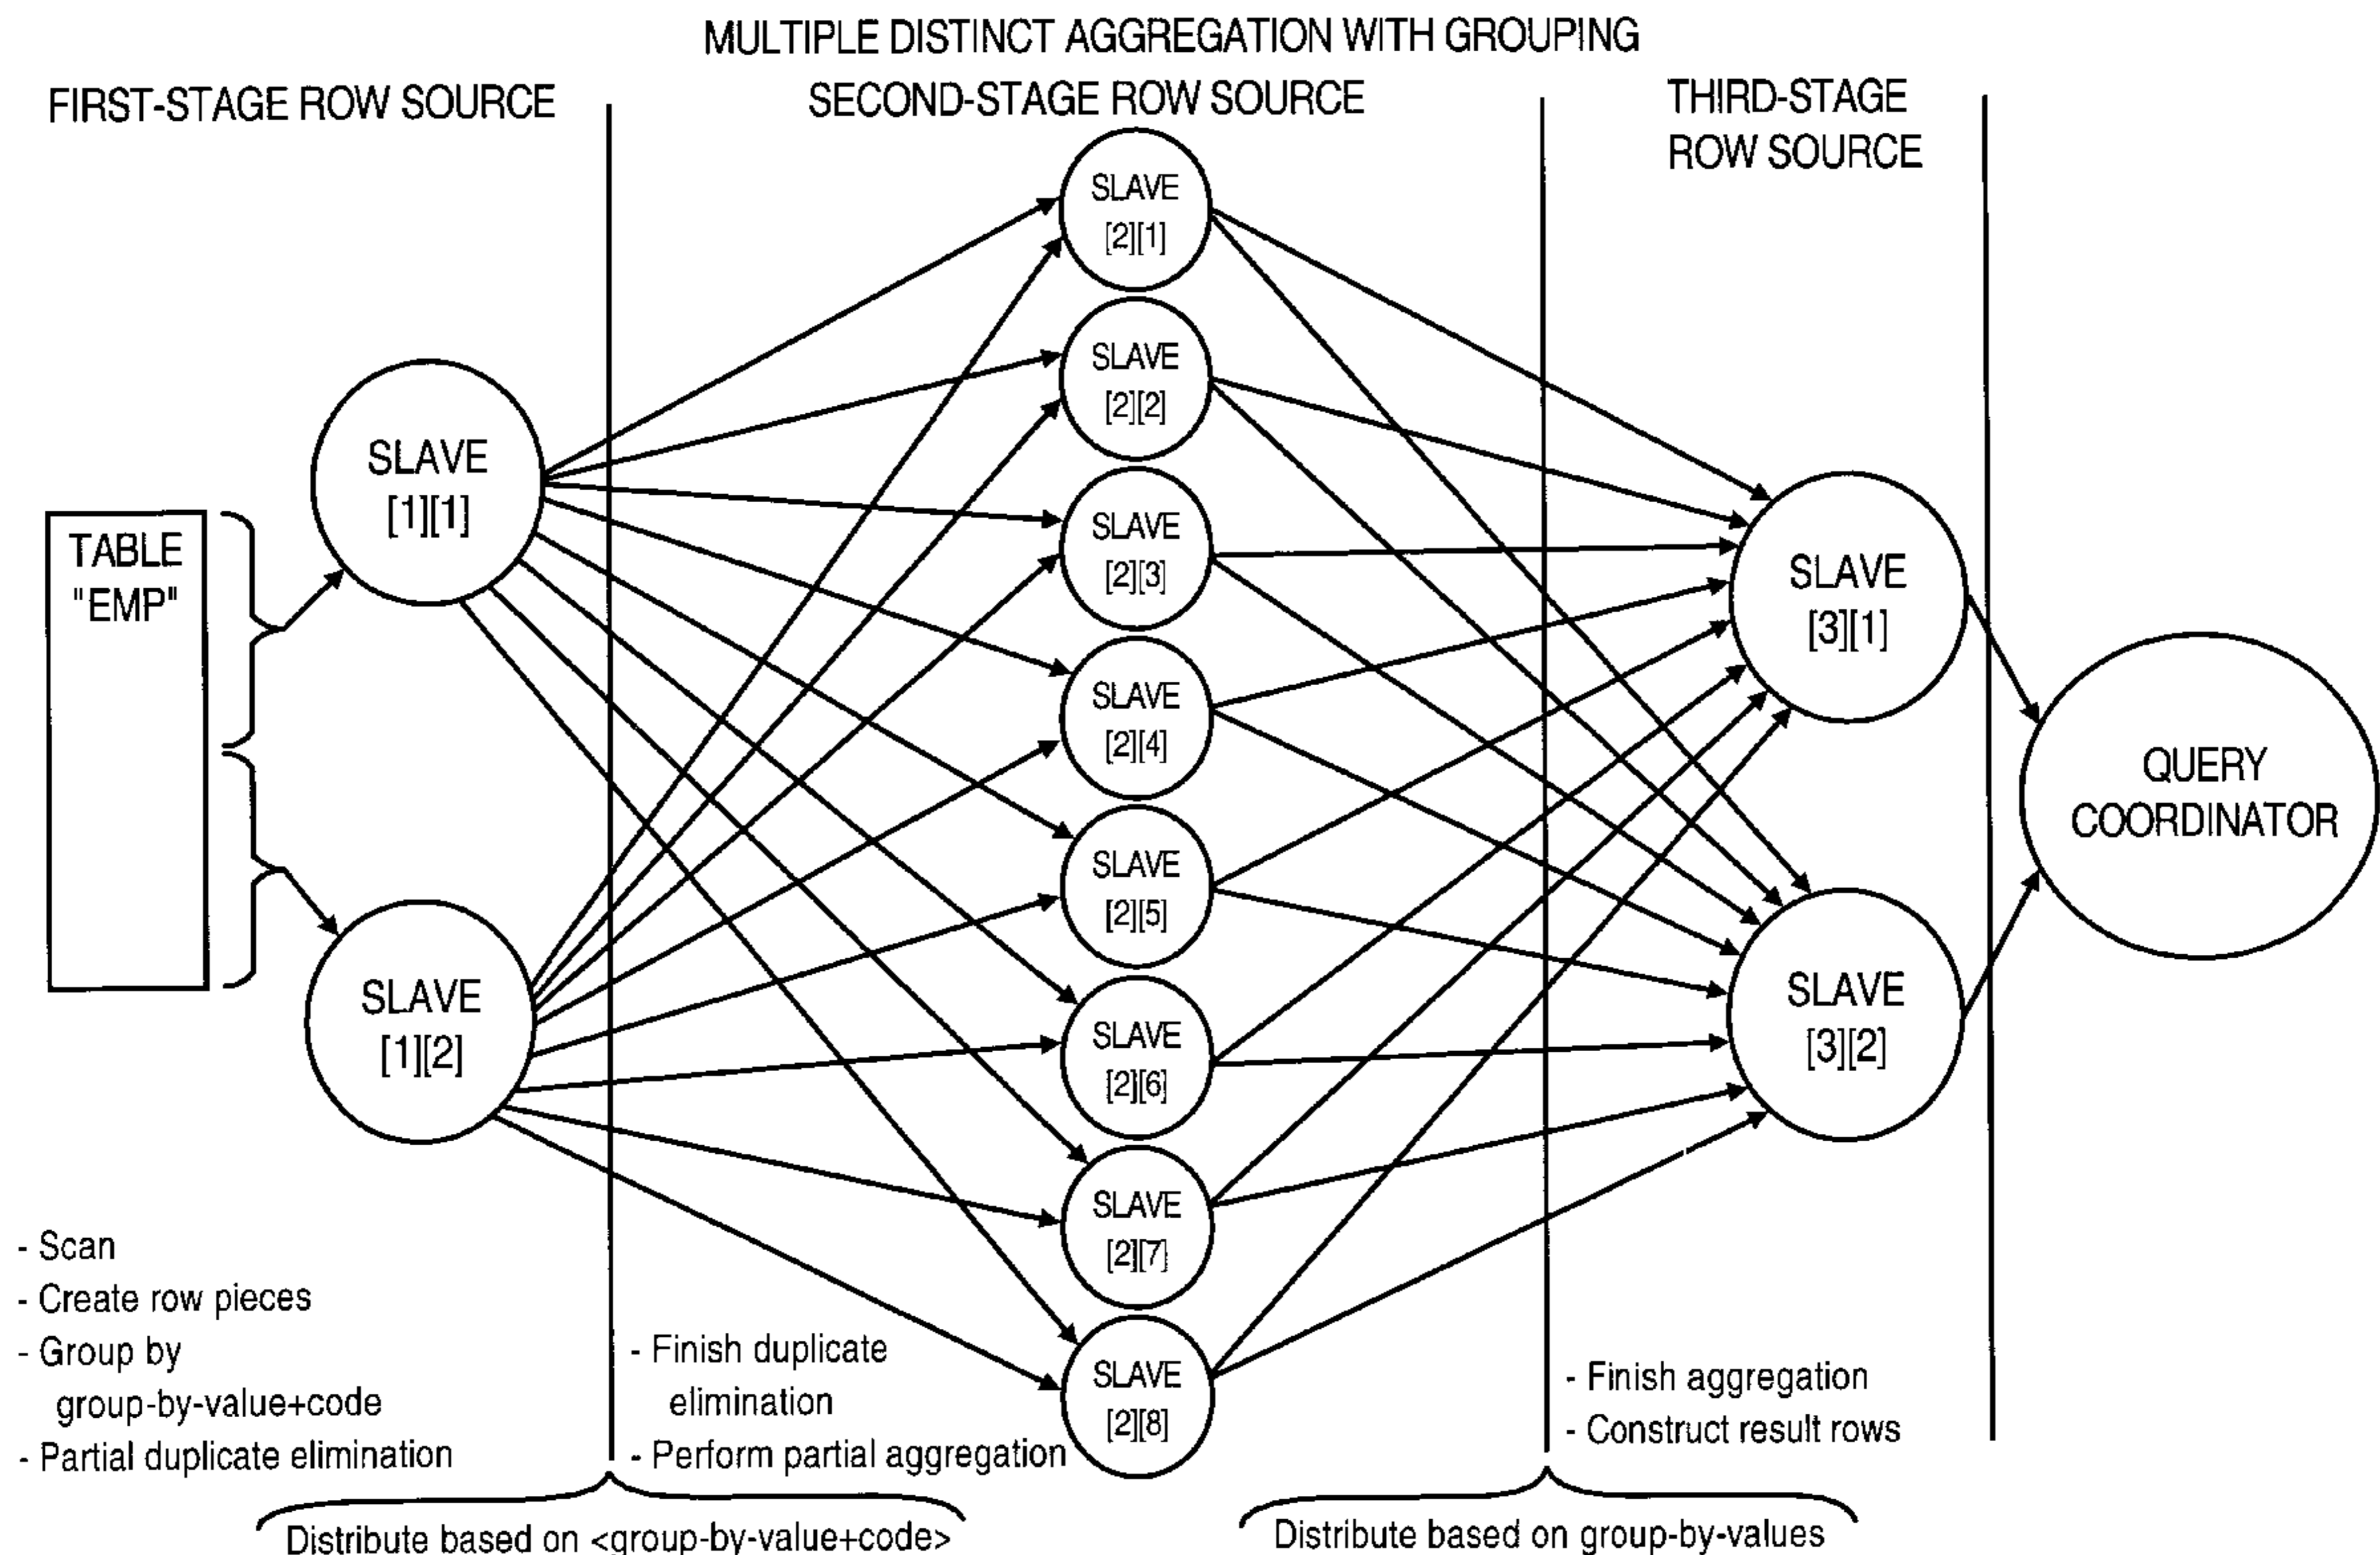 MULTIPLE DISTINCT AGGREGATION WITH GROUPING
FIRST-STAGE ROW SOURCE
SECOND-STAGE ROW SOURCE
THIRD-STAGE
ROW SOURCE
TABLE
"EMP"
SLAVE
[1][1]
SLAVE
[1][2]
SLAVE
[2][1]
SLAVE
[2][2]
SLAVE
[2][3]
SLAVE
[2][4]
SLAVE
[2][5]
SLAVE
[2][6]
SLAVE
[2][7]
SLAVE
[2][8]
SLAVE
[3][1]
SLAVE
[3][2]
QUERY
COORDINATOR
- Scan
- Create row pieces
- Group by
group-by-value+code
- Partial duplicate elimination
- Finish duplicate
elimination
- Perform partial aggregation
- Finish aggregation
- Construct result rows
Distribute based on <group-by-value+code>
Distribute based on group-by-values